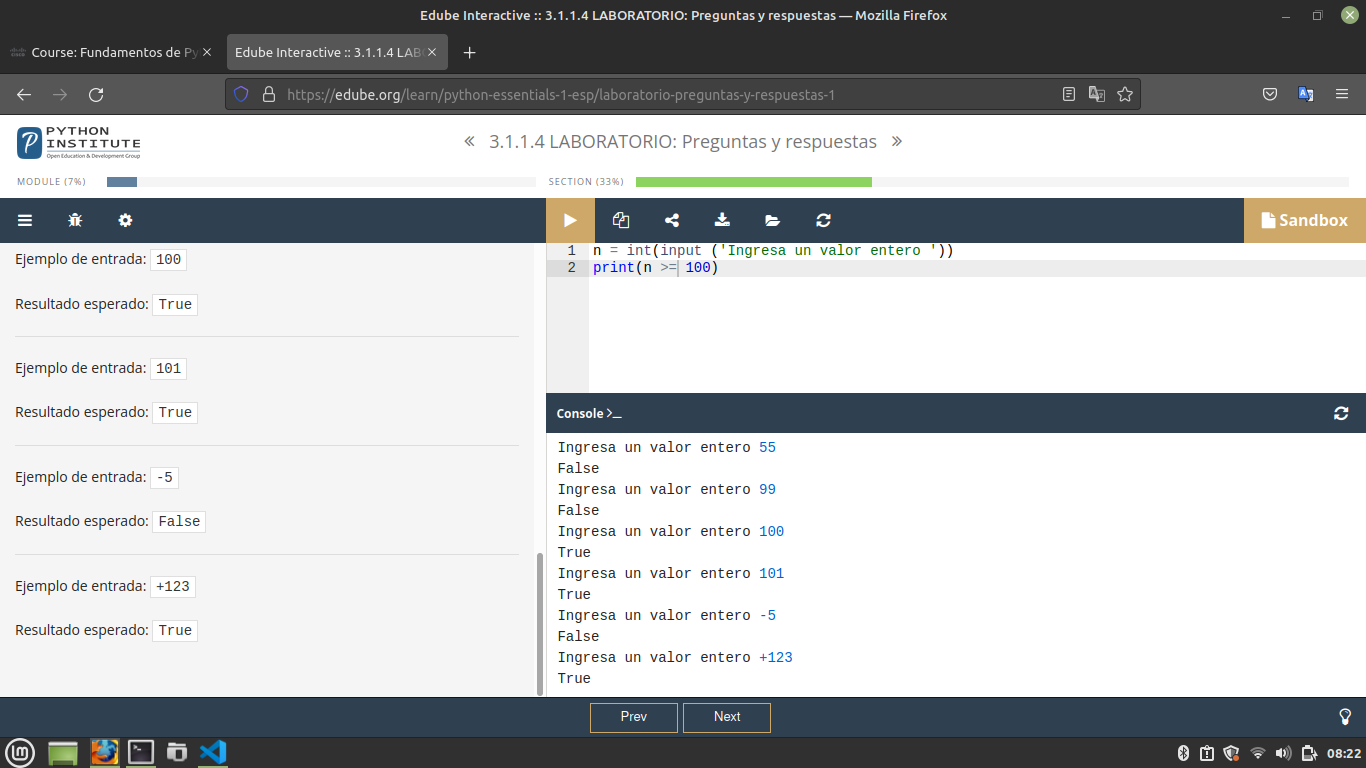 Edube Interactive :: 3.1.1.4 LABORATORIO: Preguntas y respuestas — Mozilla Firefox
Course: Fundamentos de Py
Edube Interactive :: 3.1.1.4 LAB
https://edube.org/learn/python-essentials-1-esp/laboratorio-preguntas-y-respuestas-1
PYTHON
INSTITUTE
Open Education & Development Group
« 3.1.1.4 LABORATORIO: Preguntas y respuestas »
MODULE (7%)
SECTION (33%)
Sandbox
Ejemplo de entrada: 100
Resultado esperado: True
Ejemplo de entrada: 101
Resultado esperado: True
Ejemplo de entrada: -5
Resultado esperado: False
Ejemplo de entrada: +123
Resultado esperado: True
1 n = int(input ('Ingresa un valor entero '))
2 print(n >= 100)
Console >_
Ingresa un valor entero 55
False
Ingresa un valor entero 99
False
Ingresa un valor entero 100
True
Ingresa un valor entero 101
True
Ingresa un valor entero -5
False
Ingresa un valor entero +123
True
Prev
Next
08:22